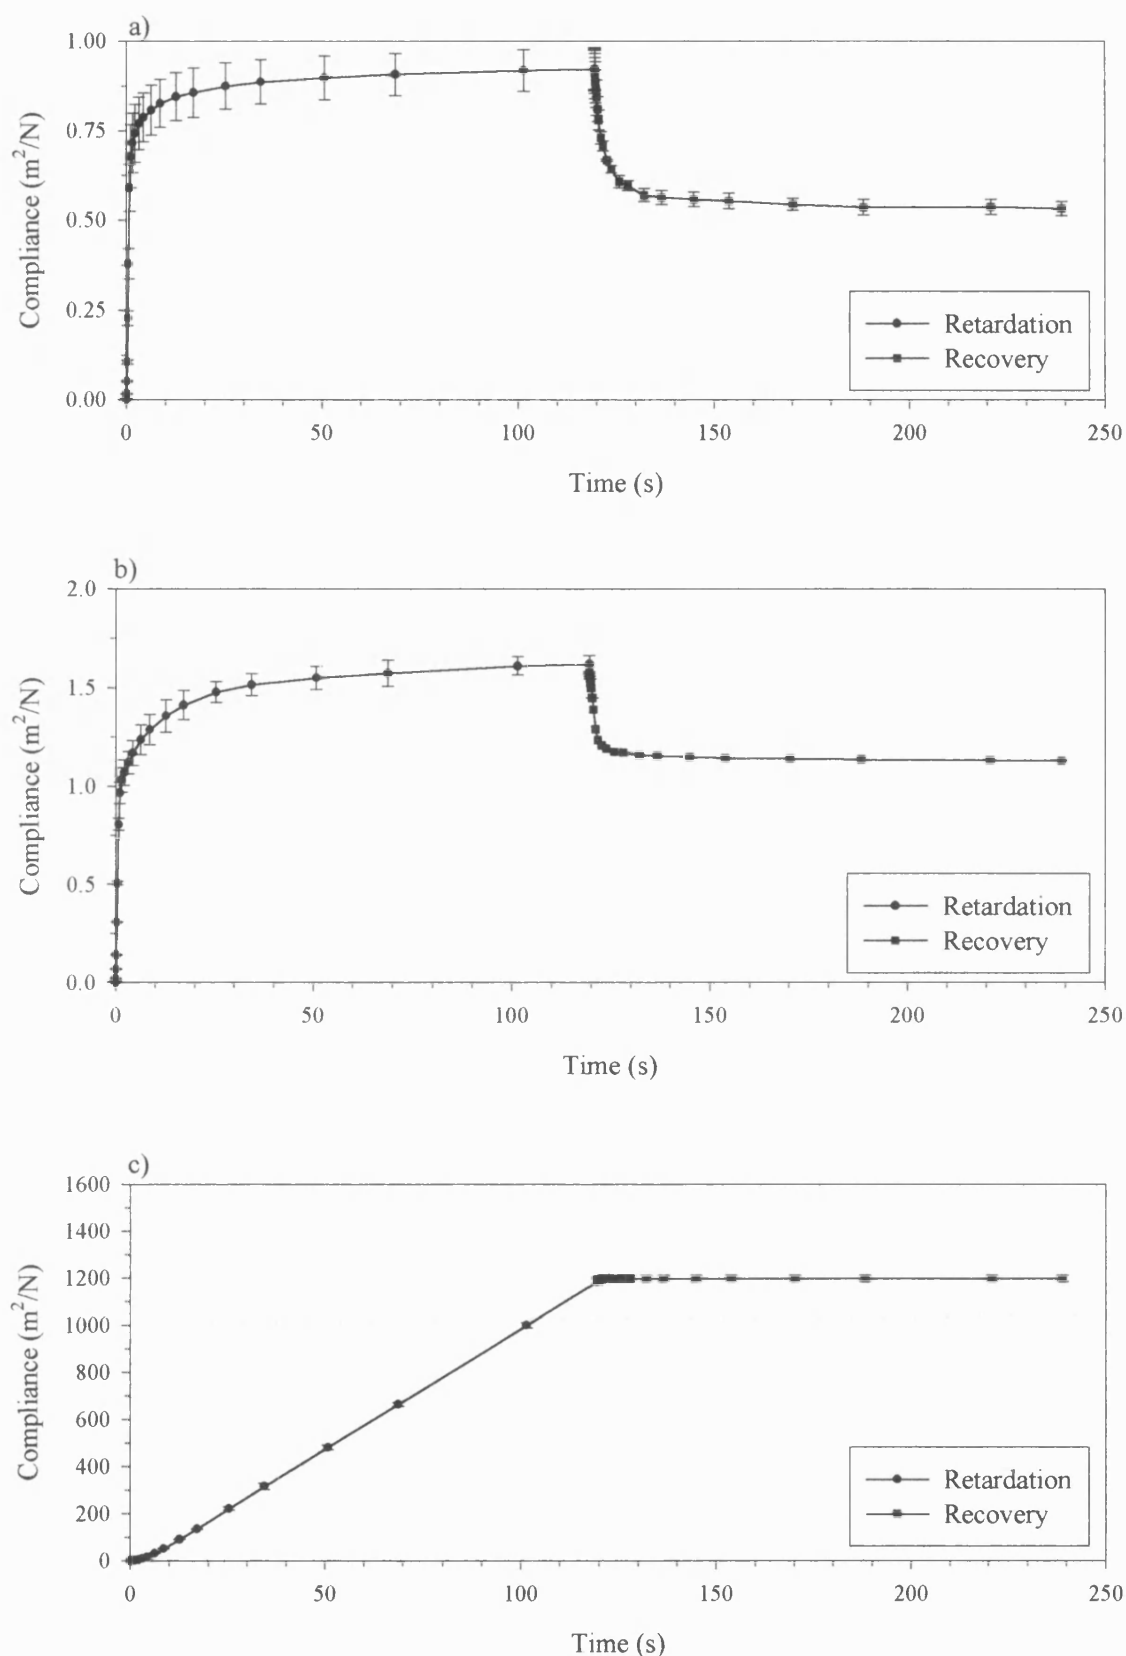 a)
1.00
0.75
0.50
0.25
0.00
Compliance (m²/N)
0 50 100 150 200 250
Time (s)
Retardation
Recovery
b)
2.0
1.5
1.0
0.5
0.0
Compliance (m²/N)
0 50 100 150 200 250
Time (s)
Retardation
Recovery
c)
1600
1400
1200
1000
800
600
400
200
0
Compliance (m²/N)
0 50 100 150 200 250
Time (s)
Retardation
Recovery